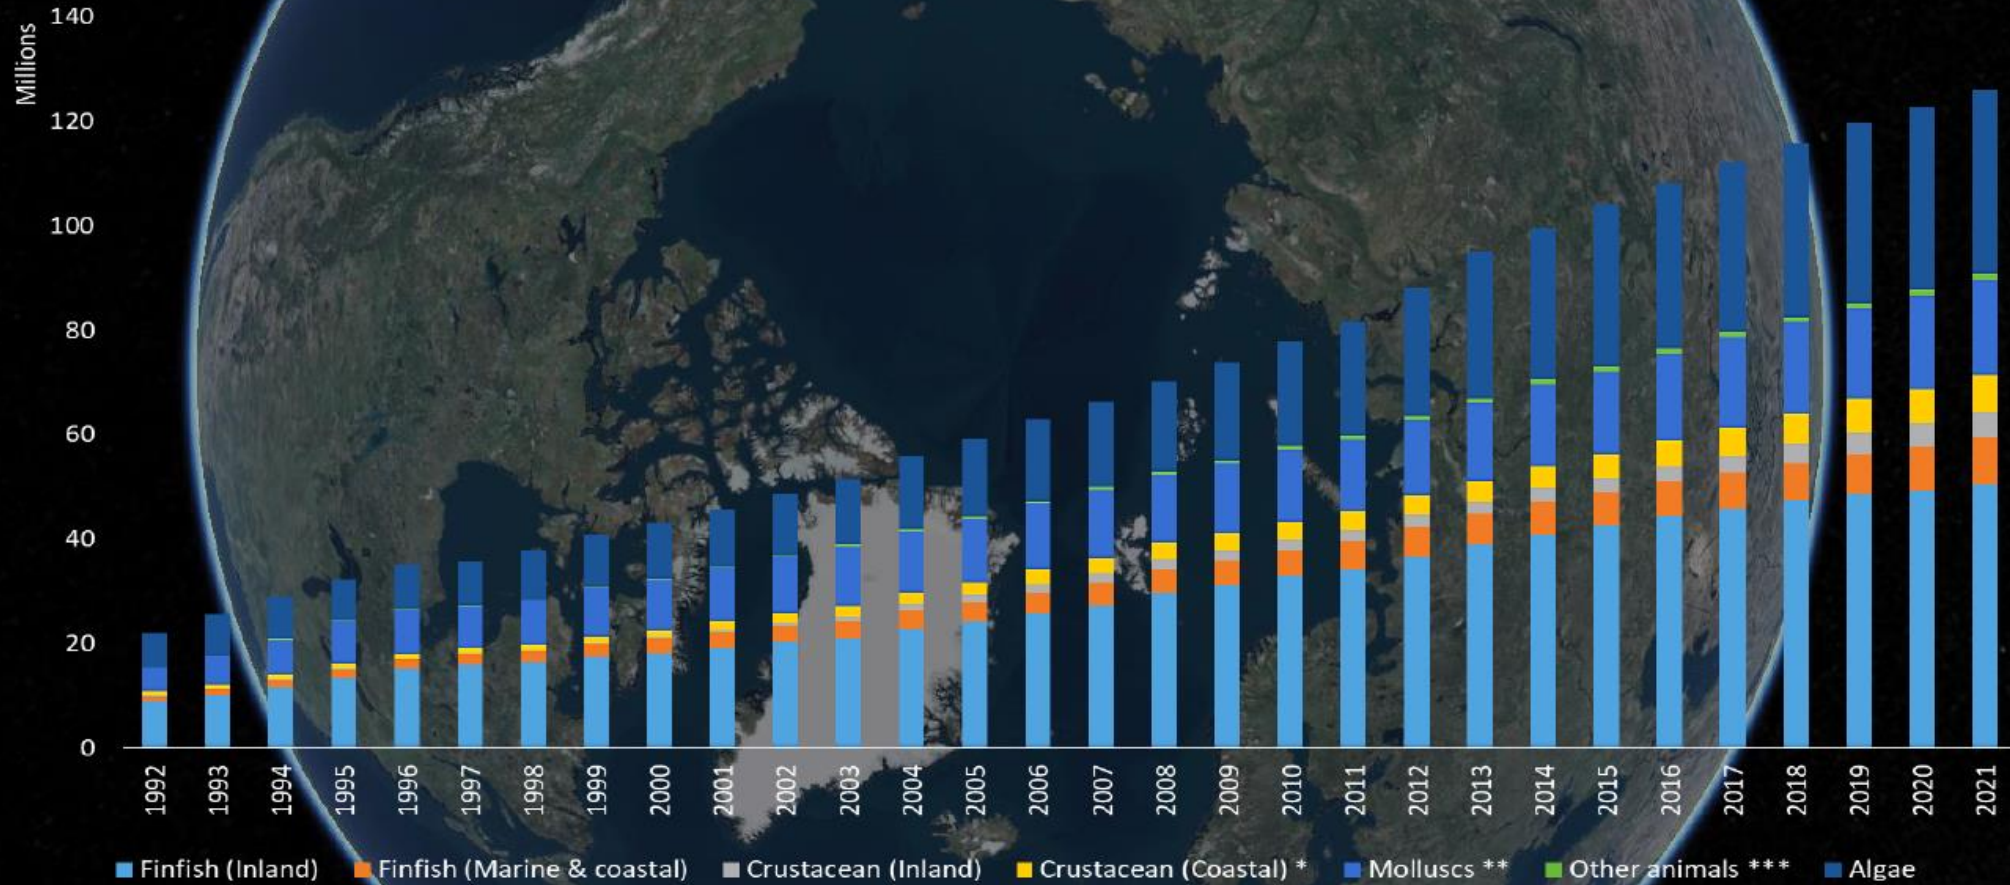 Millions
140
120
100
80
60
40
20
0
1992 1993 1994 1995 1996 1997 1998 1999 2000 2001 2002 2003 2004 2005 2006 2007 2008 2009 2010 2011 2012 2013 2014 2015 2016 2017 2018 2019 2020 2021
Finfish (Inland) Finfish (Marine & coastal) Crustacean (Inland) Crustacean (Coastal) * Molluscs ** Other animals *** Algae